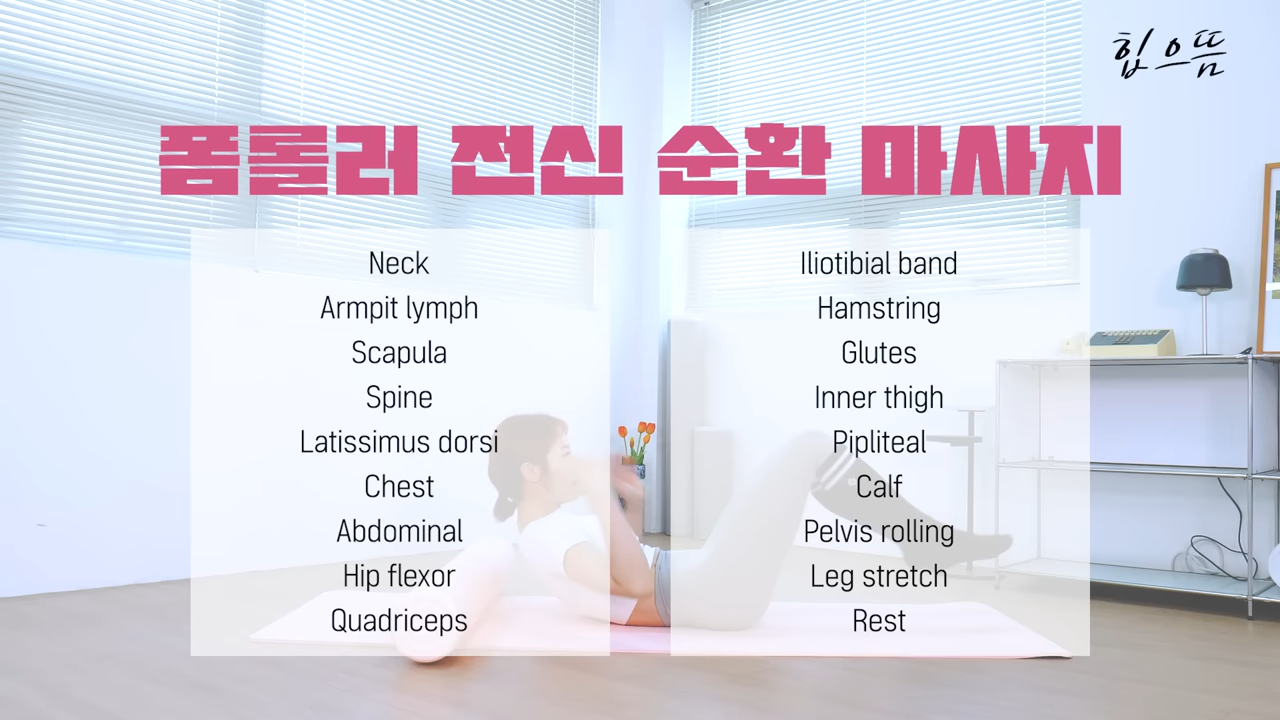 힙으뜸
폼롤러 전신 순환 마사지
Neck
Armpit lymph
Scapula
Spine
Latissimus dorsi
Chest
Abdominal
Hip flexor
Quadriceps
Iliotibial band
Hamstring
Glutes
Inner thigh
Pipliteal
Calf
Pelvis rolling
Leg stretch
Rest